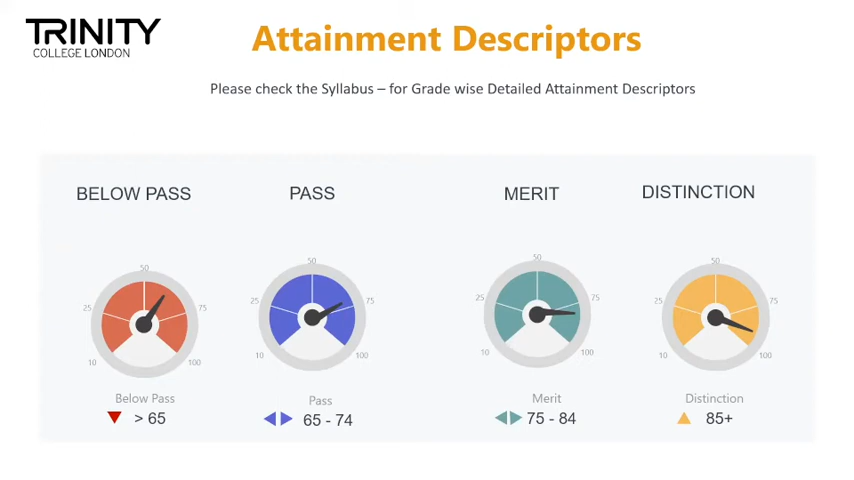 TRINITY
COLLEGE LONDON
Attainment Descriptors
Please check the Syllabus – for Grade wise Detailed Attainment Descriptors
BELOW PASS
50
25
75
10
100
Below Pass
> 65
PASS
50
25
75
10
100
Pass
65 - 74
MERIT
50
25
75
10
100
Merit
75 - 84
DISTINCTION
50
25
75
10
100
Distinction
85+